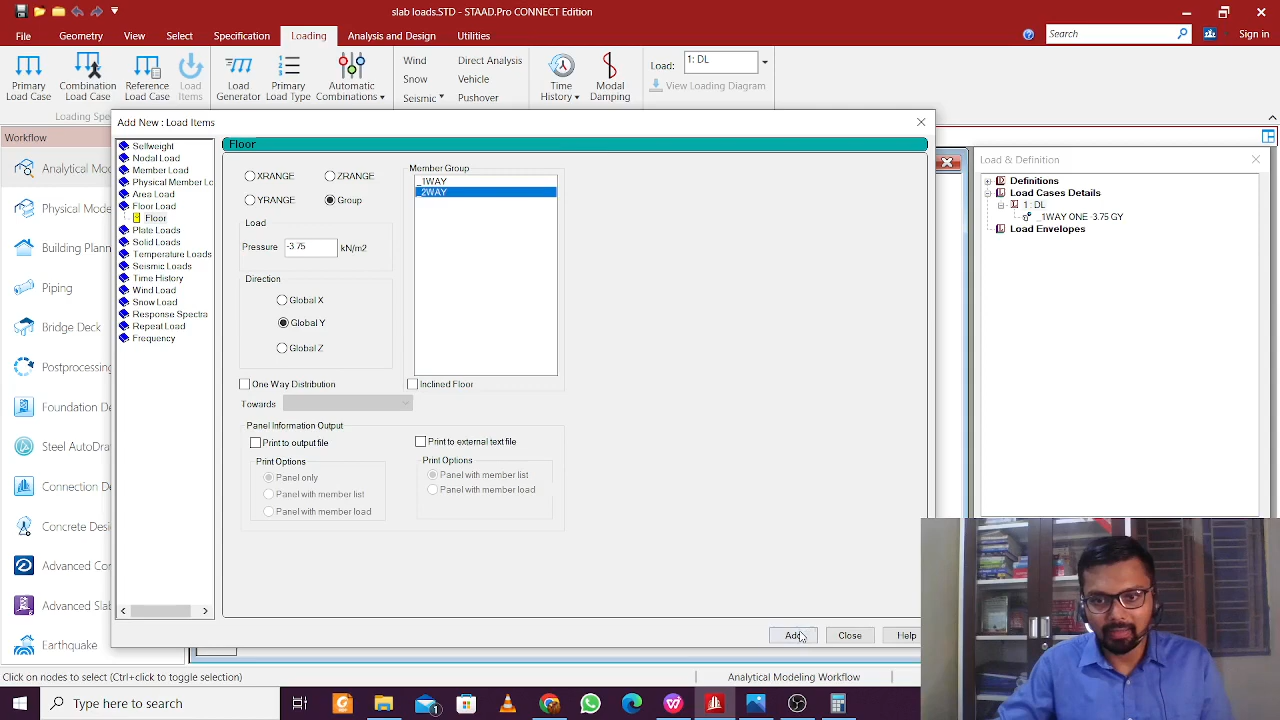 slab loads.STD - STAAD.Pro CONNECT Edition
File Geometry View Select Specification Loading Analysis and Design Utilities Search Sign in
Primary Load Case
Combination Load Case
Reference Load Case
Load Items
Load Generator
Primary Load Type
Automatic Combinations
Wind
Snow
Seismic
Direct Analysis
Vehicle
Pushover
Time History
Modal Damping
Load: 1: DL
View Loading Diagram
Loading Spe
Workflow
Analytical Mo
Physical Mode
Building Plann
Piping
Bridge Deck
Postprocessing
Foundation D
Steel AutoDra
Connection D
Concrete Desi
Advanced Con
Advanced Slab
Earthquake
Add New : Load Items
Selfweight
Nodal Load
Member Load
Physical Member Lo
Area Load
Floor Load
Floor
Plate Loads
Solid Loads
Temperature Loads
Seismic Loads
Time History
Wind Load
Snow Load
Response Spectra
Repeat Load
Frequency
Floor
XRANGE ZRANGE
YRANGE Group
Load
Pressure -3.75 kN/m2
Direction
Global X
Global Y
Global Z
Member Group
_1WAY
_2WAY
One Way Distribution Inclined Floor
Towards
Panel Information Output
Print to output file Print to external text file
Print Options
Panel only
Panel with member list
Panel with member load
Print Options
Panel with member list
Panel with member load
Add Close Help
Load & Definition
Definitions
Load Cases Details
1 : DL
_1WAY ONE -3.75 GY
Load Envelopes
Click on nodes to select (Ctrl+click to toggle selection) Analytical Modeling Workflow
Type here to search